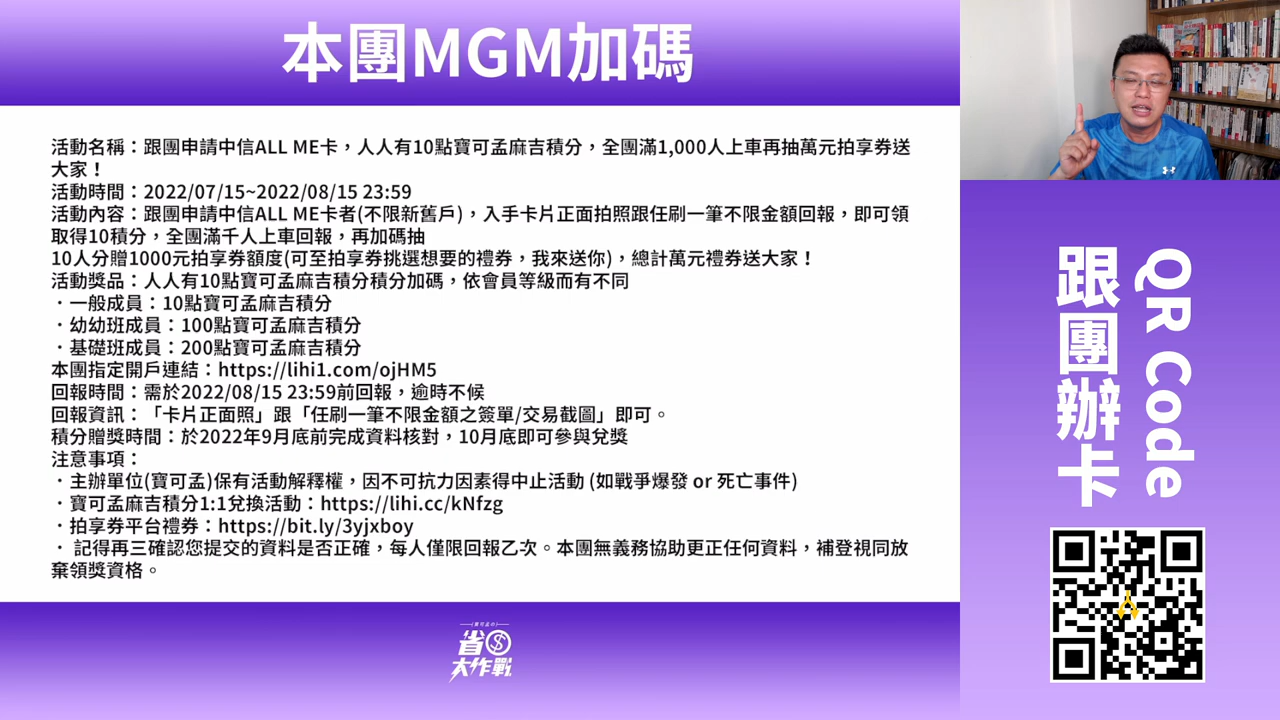 本團MGM加碼
活動名稱：跟團申請中信ALL ME卡，人人有10點寶可孟麻吉積分，全團滿1,000人上車再抽萬元拍享券送
大家！
活動時間：2022/07/15~2022/08/15 23:59
活動內容：跟團申請中信ALL ME卡者(不限新舊戶)，入手卡片正面拍照跟任刷一筆不限金額回報，即可領
取得10積分，全團滿千人上車回報，再加碼抽
10人分贈1000元拍享券額度(可至拍享券挑選想要的禮券，我來送你)，總計萬元禮券送大家！
活動獎品：人人有10點寶可孟麻吉積分積分加碼，依會員等級而有不同
．一般成員：10點寶可孟麻吉積分
．幼幼班成員：100點寶可孟麻吉積分
．基礎班成員：200點寶可孟麻吉積分
本團指定開戶連結：https://lihi1.com/ojHM5
回報時間：需於2022/08/15 23:59前回報，逾時不候
回報資訊：「卡片正面照」跟「任刷一筆不限金額之簽單/交易截圖」即可。
積分贈獎時間：於2022年9月底前完成資料核對，10月底即可參與兌獎
注意事項：
．主辦單位(寶可孟)保有活動解釋權，因不可抗力因素得中止活動 (如戰爭爆發 or 死亡事件)
．寶可孟麻吉積分1:1兌換活動：https://lihi.cc/kNfzg
．拍享券平台禮券：https://bit.ly/3yjxboy
． 記得再三確認您提交的資料是否正確，每人僅限回報乙次。本團無義務協助更正任何資料，補登視同放
棄領獎資格。
省
大作戰
QR Code
跟團辦卡